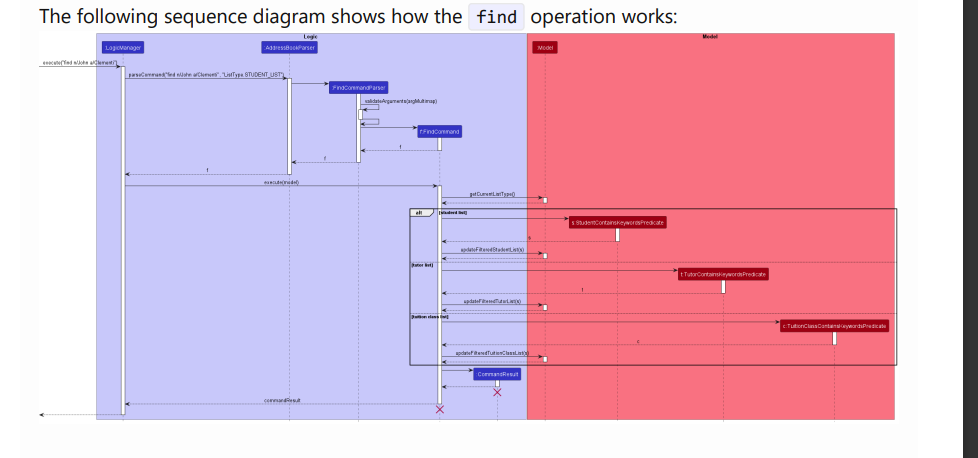 The following sequence diagram shows how the find operation works:
Logic
Model
:LogicManager
:AddressBookParser
:Model
execute("find n/John a/Clementi")
parseCommand("find n/John a/Clementi", "ListType.STUDENT_LIST")
:FindCommandParser
validateArguments(argMultimap)
f:FindCommand
f
f
f
execute(model)
getCurrentListType()
alt
[student list]
s:StudentContainsKeywordsPredicate
s
updateFilteredStudentList(s)
[tutor list]
t:TutorContainsKeywordsPredicate
t
updateFilteredTutorList(s)
[tuition class list]
c:TuitionClassContainsKeywordsPredicate
c
updateFilteredTuitionClassList(s)
:CommandResult
commandResult